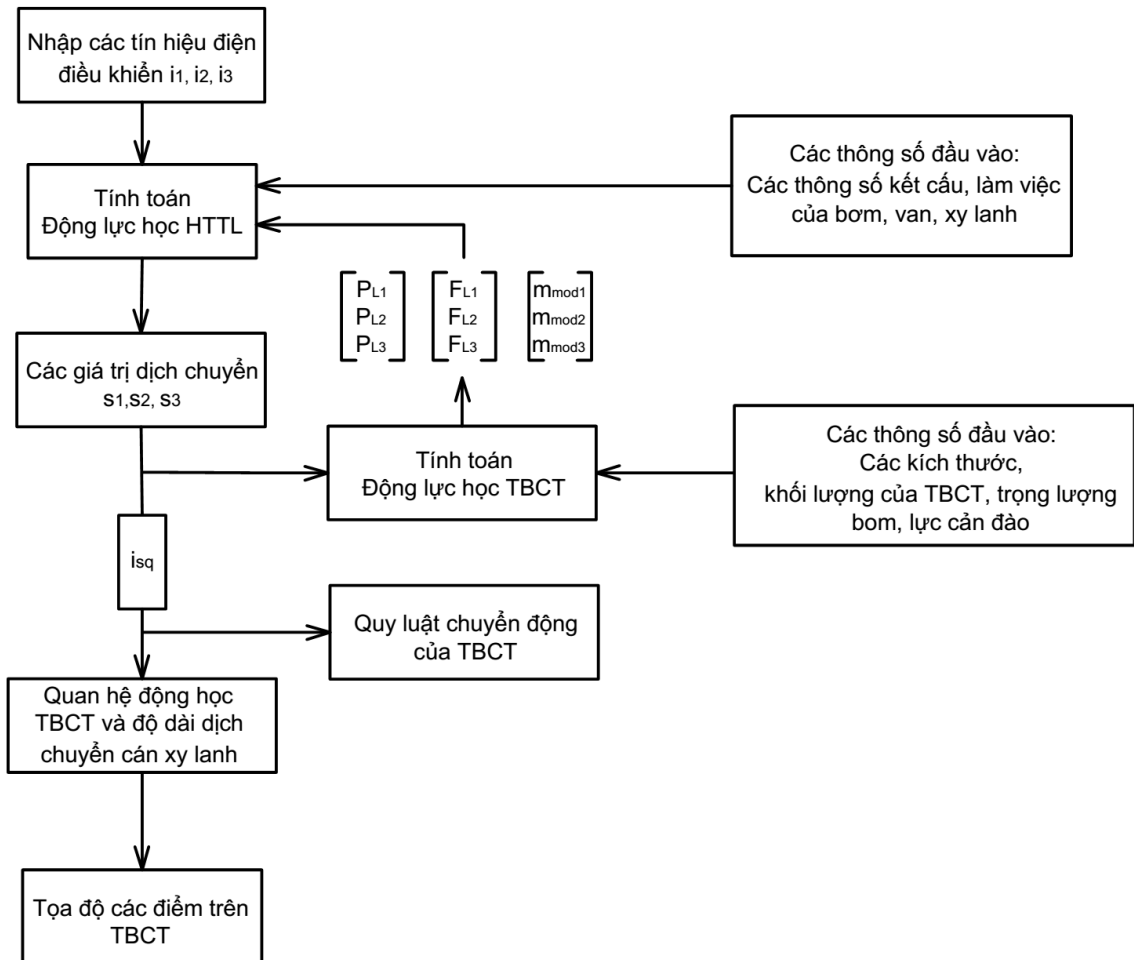 Nhập các tín hiệu điện
điều khiển i1, i2, i3
Các thông số đầu vào:
Các thông số kết cấu, làm việc
của bơm, van, xy lanh
Tính toán
Động lực học HTTL
PL1
PL2
PL3
FL1
FL2
FL3
mmod1
mmod2
mmod3
Các giá trị dịch chuyển
s1,s2, s3
Tính toán
Động lực học TBCT
Các thông số đầu vào:
Các kích thước,
khối lượng của TBCT, trọng lượng
bom, lực cản đào
isq
Quy luật chuyển động
của TBCT
Quan hệ động học
TBCT và độ dài dịch
chuyển cán xy lanh
Tọa độ các điểm trên
TBCT